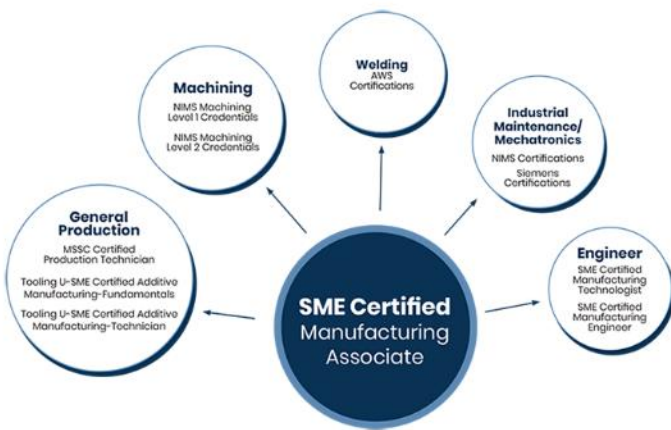 Welding
AWS
Certifications
Machining
NIMS Machining
Level 1 Credentials
NIMS Machining
Level 2 Credentials
Industrial
Maintenance/
Mechatronics
NIMS Certifications
Siemens
Certifications
General
Production
MSSC Certified
Production Technician
Tooling U-SME Certified Additive
Manufacturing-Fundamentals
Tooling U-SME Certified Additive
Manufacturing-Technician
Engineer
SME Certified
Manufacturing
Technologist
SME Certified
Manufacturing
Engineer
SME Certified
Manufacturing
Associate